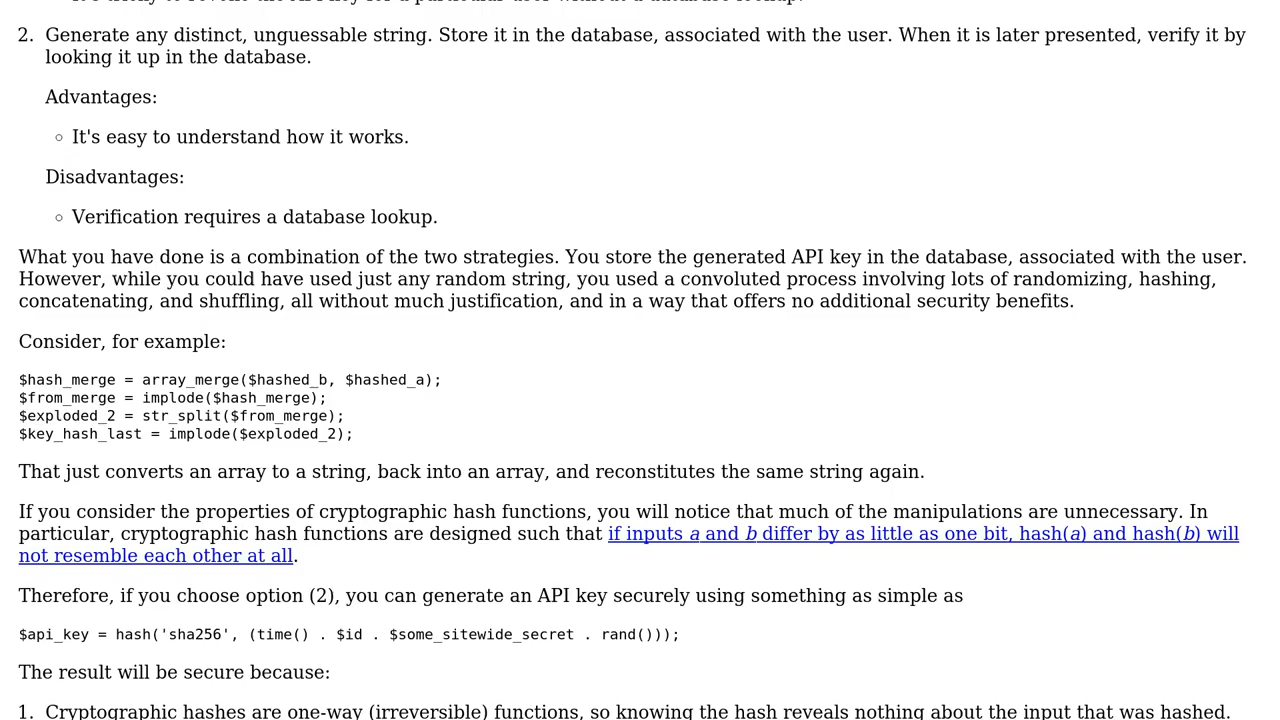 2. Generate any distinct, unguessable string. Store it in the database, associated with the user. When it is later presented, verify it by
looking it up in the database.
Advantages:
◦ It's easy to understand how it works.
Disadvantages:
◦ Verification requires a database lookup.
What you have done is a combination of the two strategies. You store the generated API key in the database, associated with the user.
However, while you could have used just any random string, you used a convoluted process involving lots of randomizing, hashing,
concatenating, and shuffling, all without much justification, and in a way that offers no additional security benefits.
Consider, for example:
$hash_merge = array_merge($hashed_b, $hashed_a);
$from_merge = implode($hash_merge);
$exploded_2 = str_split($from_merge);
$key_hash_last = implode($exploded_2);
That just converts an array to a string, back into an array, and reconstitutes the same string again.
If you consider the properties of cryptographic hash functions, you will notice that much of the manipulations are unnecessary. In
particular, cryptographic hash functions are designed such that if inputs a and b differ by as little as one bit, hash(a) and hash(b) will
not resemble each other at all.
Therefore, if you choose option (2), you can generate an API key securely using something as simple as
$api_key = hash('sha256', (time() . $id . $some_sitewide_secret . rand()));
The result will be secure because:
1. Cryptographic hashes are one-way (irreversible) functions, so knowing the hash reveals nothing about the input that was hashed.